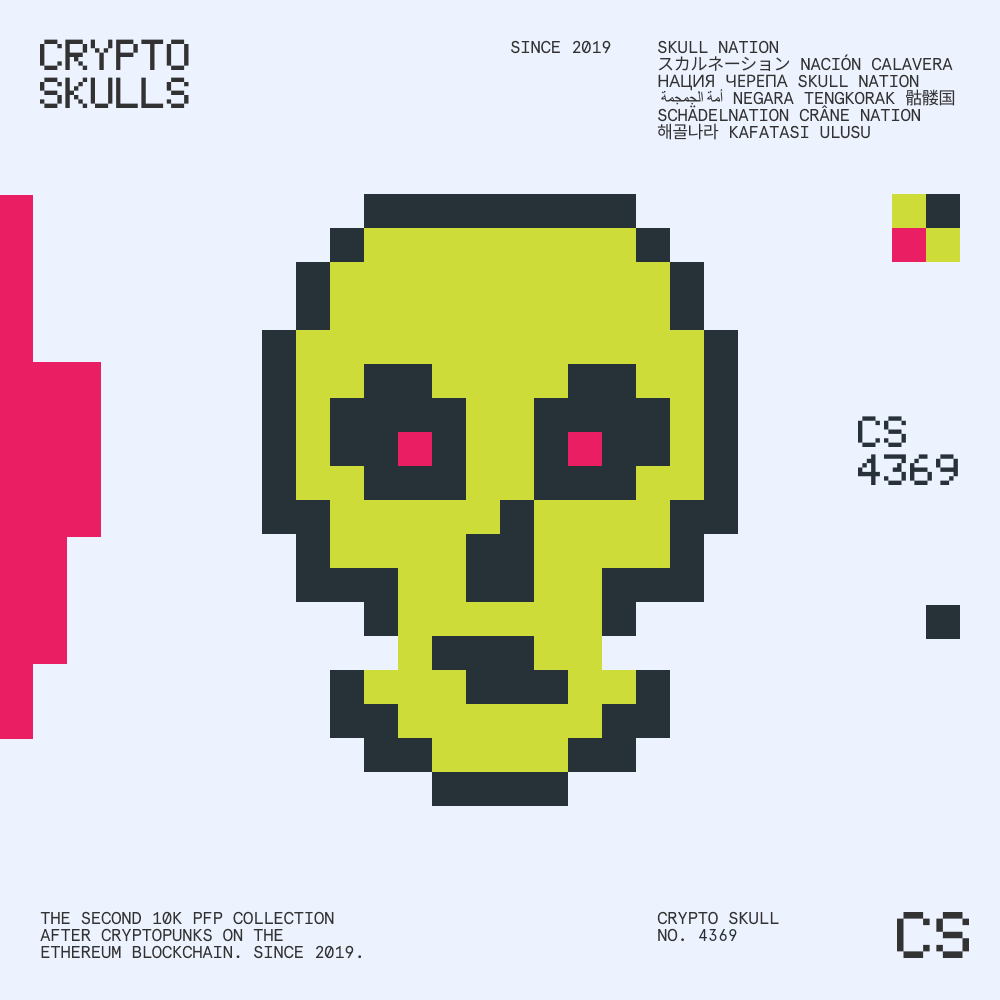 CRYPTO
SKULLS
SINCE 2019
SKULL NATION
スカルネーション NACIÓN CALAVERA
НАЦИЯ ЧЕРЕПА SKULL NATION
أمة الجمجمة NEGARA TENGKORAK 骷髅国
SCHÄDELNATION CRÂNE NATION
해골나라 KAFATASI ULUSU
CS
4369
THE SECOND 10K PFP COLLECTION
AFTER CRYPTOPUNKS ON THE
ETHEREUM BLOCKCHAIN. SINCE 2019.
CRYPTO SKULL
NO. 4369
CS